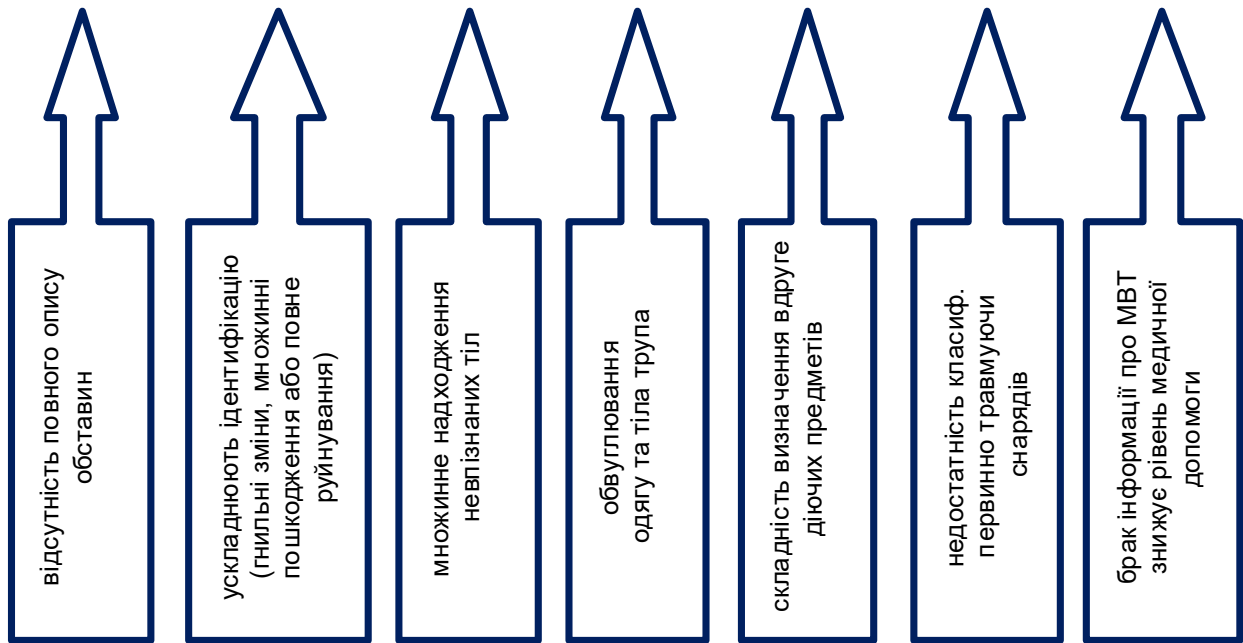 відсутність повного опису
обставин
ускладнюють ідентифікацію
(гнильні зміни, множинні
пошкодження або повне
руйнування)
множинне надходження
невпізнаних тіл
обвуглювання
одягу та тіла трупа
складність визначення вдруге
діючих предметів
недостатність класиф.
первинно травмуючи
снарядів
брак інформації про МВТ
знижує рівень медичної
допомоги